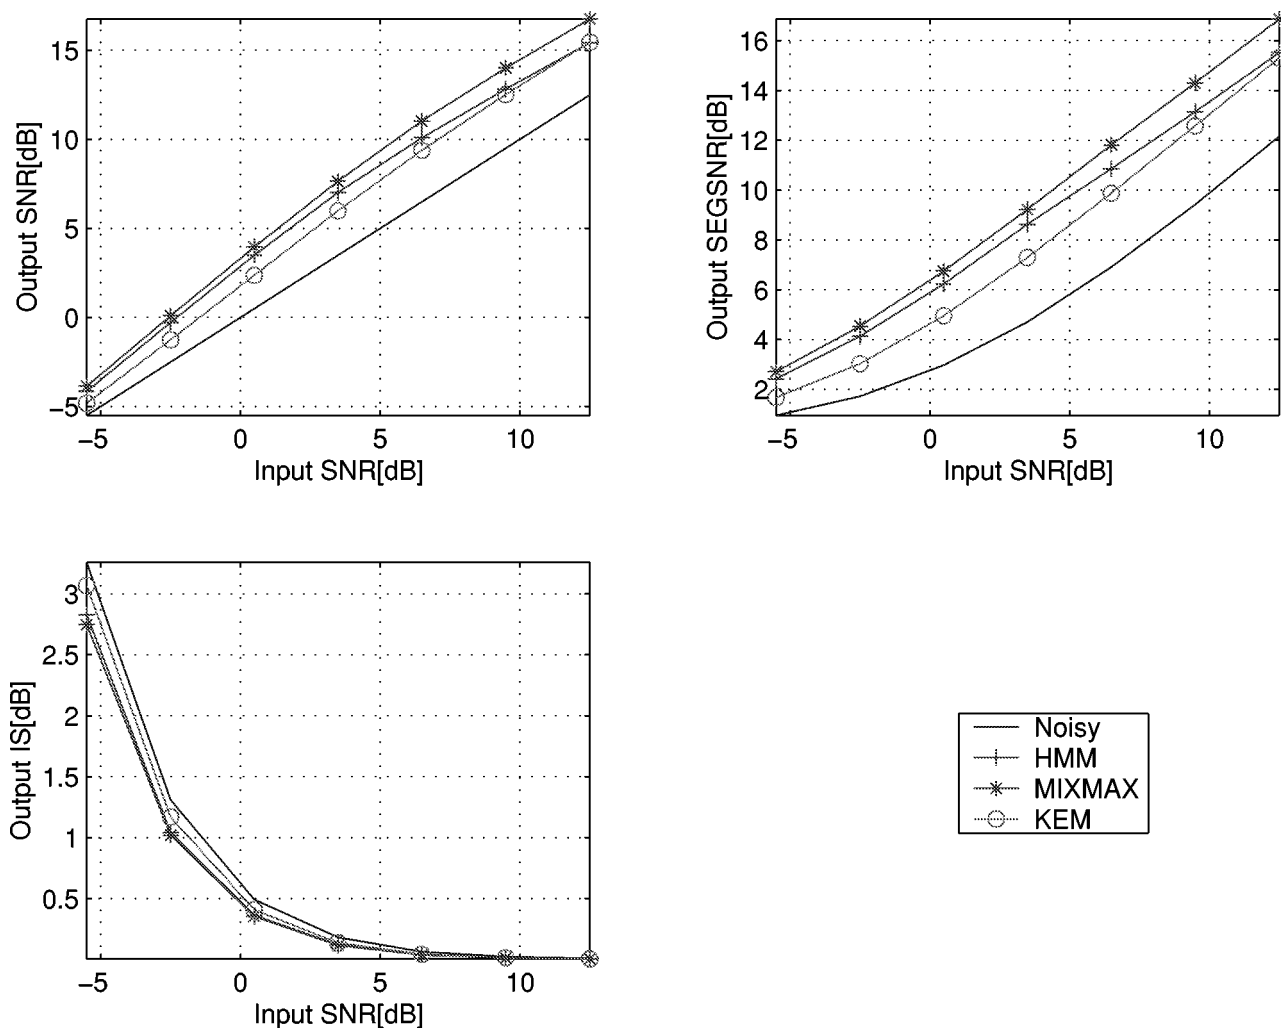 15
10
5
0
−5
Output SNR[dB]
−5 0 5 10
Input SNR[dB]
16
14
12
10
8
6
4
2
Output SEGSNR[dB]
−5 0 5 10
Input SNR[dB]
3
2.5
2
1.5
1
0.5
Output IS[dB]
−5 0 5 10
Input SNR[dB]
Noisy
HMM
MIXMAX
KEM